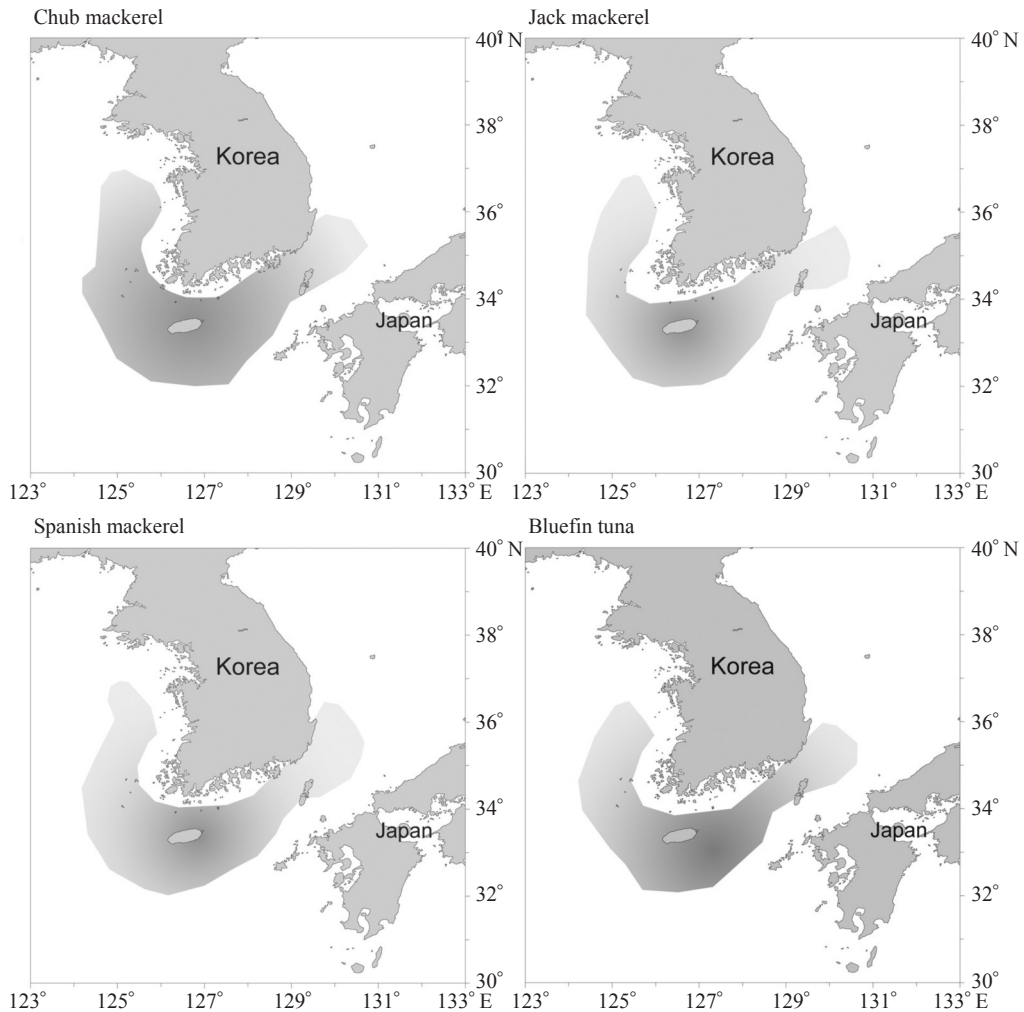 Chub mackerel
40° N
38°
36°
34°
32°
30°
123°
125°
127°
129°
131°
133° E
Korea
Japan
Jack mackerel
40° N
38°
36°
34°
32°
30°
123°
125°
127°
129°
131°
133° E
Korea
Japan
Spanish mackerel
40° N
38°
36°
34°
32°
30°
123°
125°
127°
129°
131°
133° E
Korea
Japan
Bluefin tuna
40° N
38°
36°
34°
32°
30°
123°
125°
127°
129°
131°
133° E
Korea
Japan